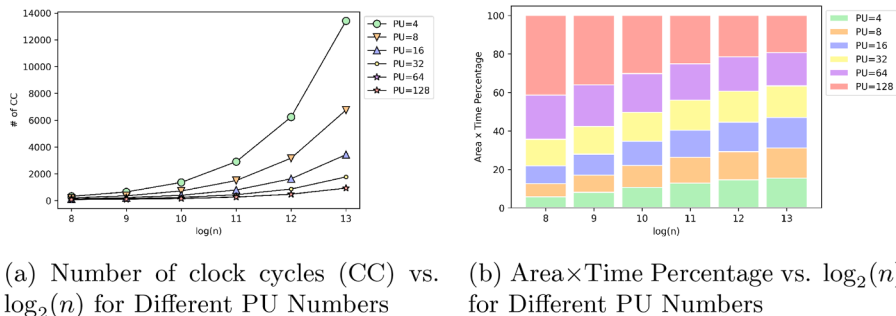 14000
12000
10000
8000
6000
4000
2000
0
# of CC
8 9 10 11 12 13
log(n)
PU=4
PU=8
PU=16
PU=32
PU=64
PU=128
100
80
60
40
20
0
Area x Time Percentage
8 9 10 11 12 13
log(n)
PU=4
PU=8
PU=16
PU=32
PU=64
PU=128
(a) Number of clock cycles (CC) vs.
log₂(n) for Different PU Numbers
(b) Area×Time Percentage vs. log₂(n)
for Different PU Numbers